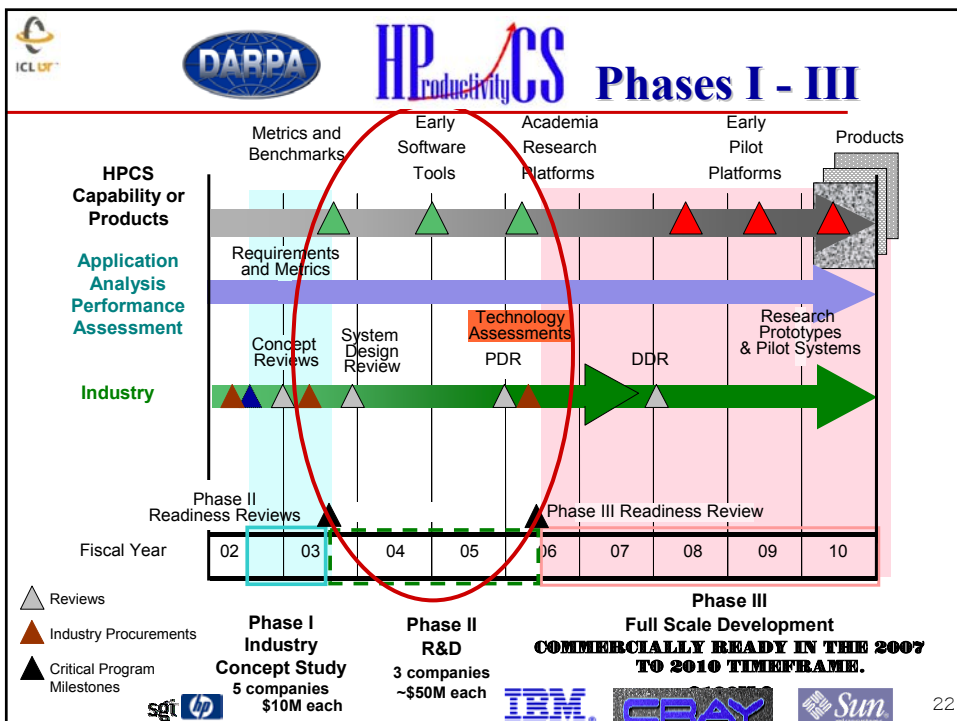 ICL UT
DARPA
HProductivityCS
Phases I - III
Metrics and
Benchmarks
Early
Software
Tools
Academia
Research
Platforms
Early
Pilot
Platforms
Products
HPCS
Capability or
Products
Application
Analysis
Performance
Assessment
Requirements
and Metrics
Technology
Assessments
Research
Prototypes
& Pilot Systems
Concept
Reviews
System
Design
Review
PDR
DDR
Industry
Phase II
Readiness Reviews
Phase III Readiness Review
Fiscal Year
02 03 04 05 06 07 08 09 10
Reviews
Industry Procurements
Critical Program
Milestones
Phase I
Industry
Concept Study
5 companies
$10M each
Phase II
R&D
3 companies
~$50M each
Phase III
Full Scale Development
COMMERCIALLY READY IN THE 2007
TO 2010 TIMEFRAME.
sgi hp
IBM. CRAY Sun
22